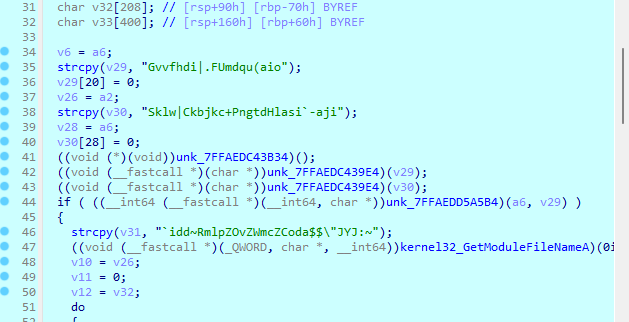 31 char v32[208]; // [rsp+90h] [rbp-70h] BYREF
32 char v33[400]; // [rsp+160h] [rbp+60h] BYREF
33
34 v6 = a6;
35 strcpy(v29, "Gvvfhdi|.FUmdqu(aio");
36 v29[20] = 0;
37 v26 = a2;
38 strcpy(v30, "Sklw|Ckbjkc+PngtdHlasi`-aji");
39 v28 = a6;
40 v30[28] = 0;
41 ((void (*)(void))unk_7FFAEDC43B34)();
42 ((void (__fastcall *)(char *))unk_7FFAEDC439E4)(v29);
43 ((void (__fastcall *)(char *))unk_7FFAEDC439E4)(v30);
44 if ( ((__int64 (__fastcall *)(__int64, char *))unk_7FFAEDD5A5B4)(a6, v29) )
45 {
46 strcpy(v31, "`idd~RmlpZOvZWmcZCoda$$\"JYJ:~");
47 ((void (__fastcall *)(_QWORD, char *, __int64))kernel32_GetModuleFileNameA)(0i
48 v10 = v26;
49 v11 = 0;
50 v12 = v32;
51 do
52 {